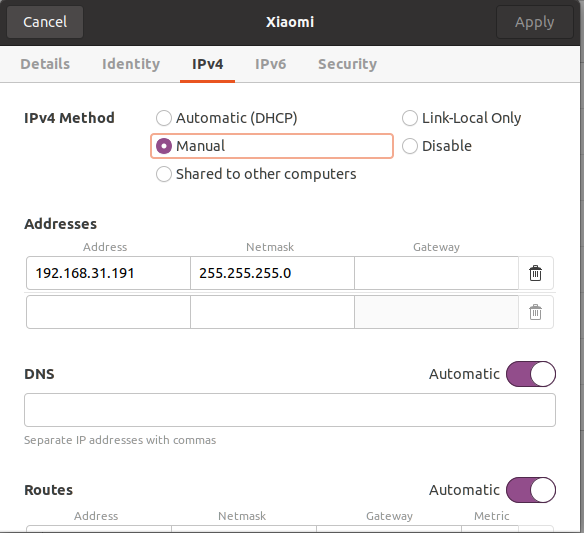 Cancel Xiaomi Apply
Details Identity IPv4 IPv6 Security
IPv4 Method Automatic (DHCP) Link-Local Only
Manual Disable
Shared to other computers
Addresses
Address Netmask Gateway
192.168.31.191 255.255.255.0
DNS Automatic
Separate IP addresses with commas
Routes Automatic
Address Netmask Gateway Metric